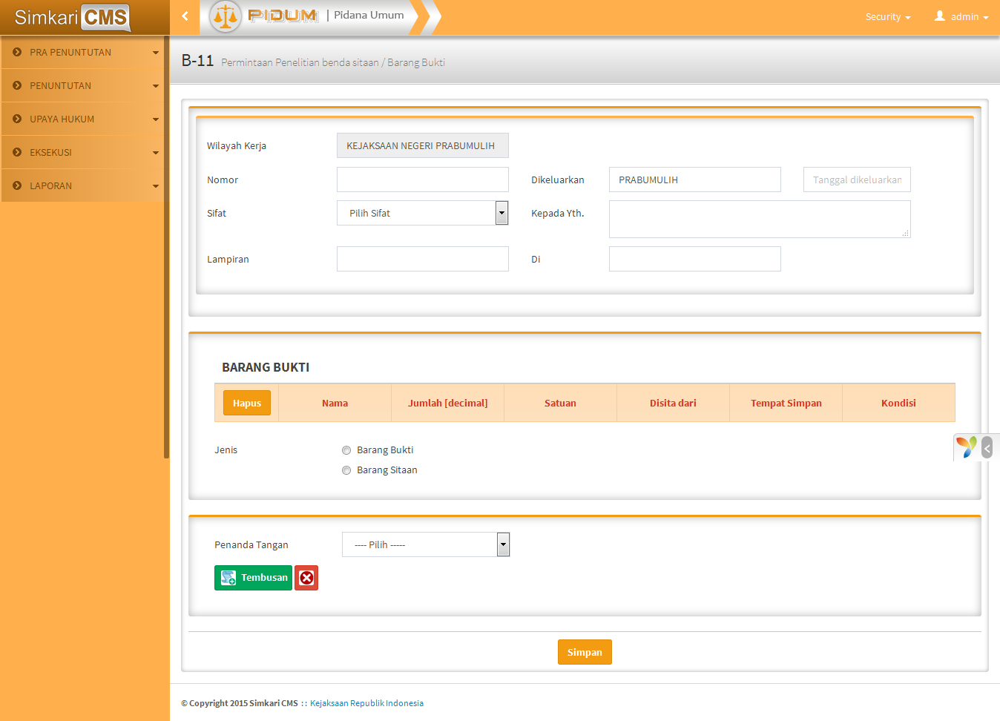 Simkari CMS
PIDUM | Pidana Umum
Security
admin
PRA PENUNTUTAN
PENUNTUTAN
UPAYA HUKUM
EKSEKUSI
LAPORAN
B-11 Permintaan Penelitian benda sitaan / Barang Bukti
Wilayah Kerja KEJAKSAAN NEGERI PRABUMULIH
Nomor Dikeluarkan PRABUMULIH Tanggal dikeluarkan
Sifat Pilih Sifat Kepada Yth.
Lampiran Di
BARANG BUKTI
Hapus Nama Jumlah [decimal] Satuan Disita dari Tempat Simpan Kondisi
Jenis Barang Bukti
Barang Sitaan
Penanda Tangan ---- Pilih -----
Tembusan
Simpan
© Copyright 2015 Simkari CMS :: Kejaksaan Republik Indonesia